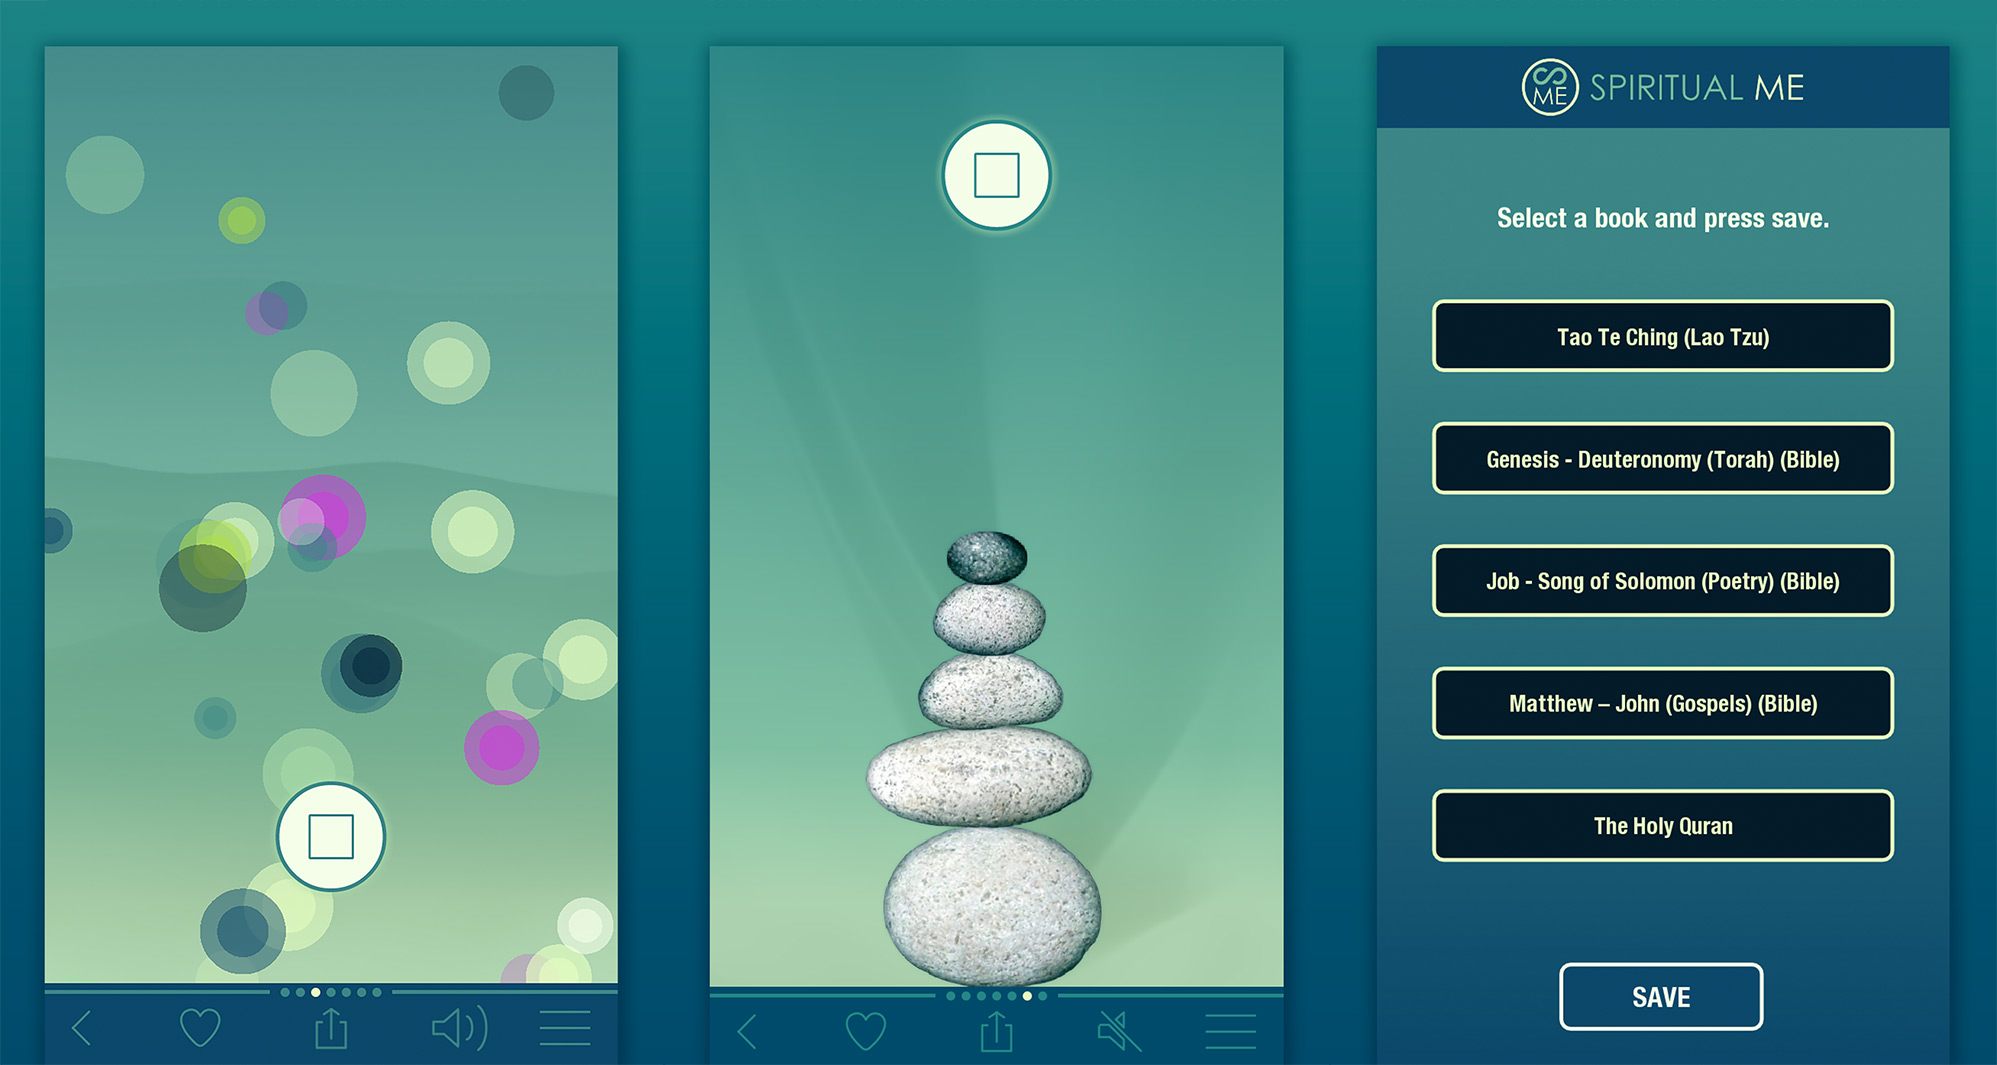 ME SPIRITUAL ME
Select a book and press save.
Tao Te Ching (Lao Tzu)
Genesis - Deuteronomy (Torah) (Bible)
Job - Song of Solomon (Poetry) (Bible)
Matthew – John (Gospels) (Bible)
The Holy Quran
SAVE